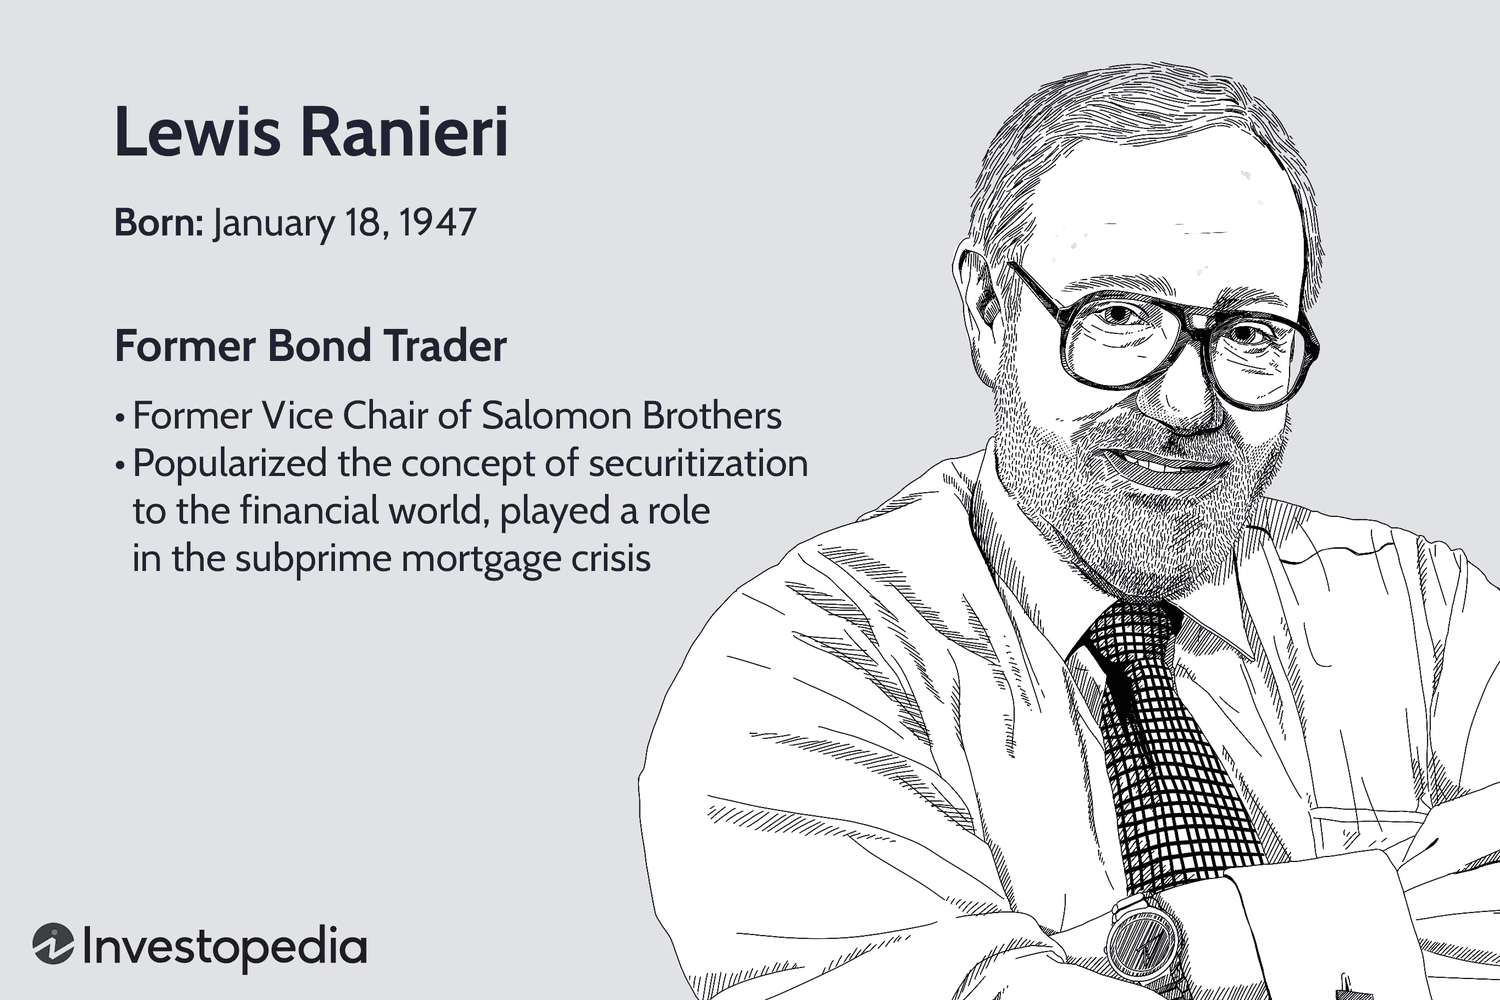 Lewis Ranieri
Born: January 18, 1947
Former Bond Trader
• Former Vice Chair of Salomon Brothers
• Popularized the concept of securitization
to the financial world, played a role
in the subprime mortgage crisis
Investopedia